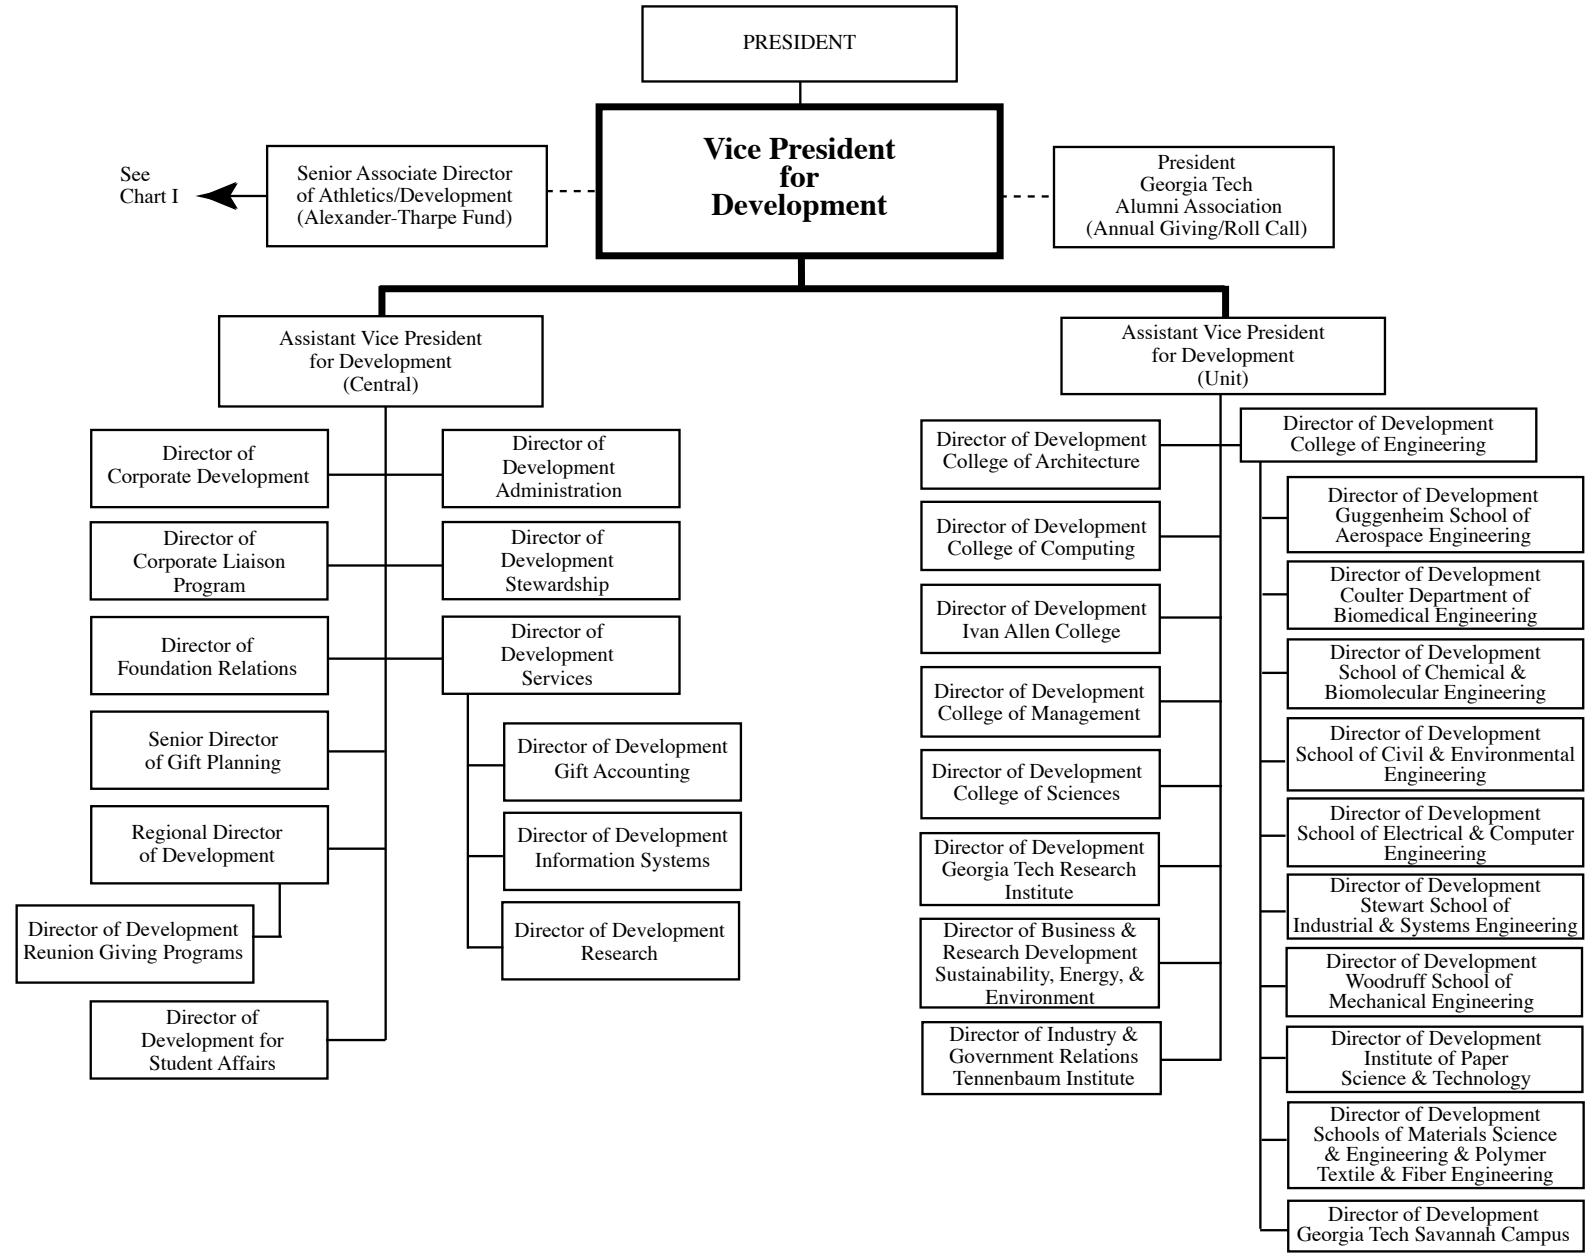 PRESIDENT
Vice President
for
Development
See
Chart I
Senior Associate Director
of Athletics/Development
(Alexander-Tharpe Fund)
President
Georgia Tech
Alumni Association
(Annual Giving/Roll Call)
Assistant Vice President
for Development
(Central)
Director of
Corporate Development
Director of
Development
Administration
Director of
Corporate Liaison
Program
Director of
Development
Stewardship
Director of
Foundation Relations
Director of
Development
Services
Senior Director
of Gift Planning
Director of Development
Gift Accounting
Regional Director
of Development
Director of Development
Information Systems
Director of Development
Reunion Giving Programs
Director of Development
Research
Director of
Development for
Student Affairs
Assistant Vice President
for Development
(Unit)
Director of Development
College of Architecture
Director of Development
College of Computing
Director of Development
Ivan Allen College
Director of Development
College of Management
Director of Development
College of Sciences
Director of Development
Georgia Tech Research
Institute
Director of Business &
Research Development
Sustainability, Energy, &
Environment
Director of Industry &
Government Relations
Tennenbaum Institute
Director of Development
College of Engineering
Director of Development
Guggenheim School of
Aerospace Engineering
Director of Development
Coulter Department of
Biomedical Engineering
Director of Development
School of Chemical &
Biomolecular Engineering
Director of Development
School of Civil & Environmental
Engineering
Director of Development
School of Electrical & Computer
Engineering
Director of Development
Stewart School of
Industrial & Systems Engineering
Director of Development
Woodruff School of
Mechanical Engineering
Director of Development
Institute of Paper
Science & Technology
Director of Development
Schools of Materials Science
& Engineering & Polymer
Textile & Fiber Engineering
Director of Development
Georgia Tech Savannah Campus